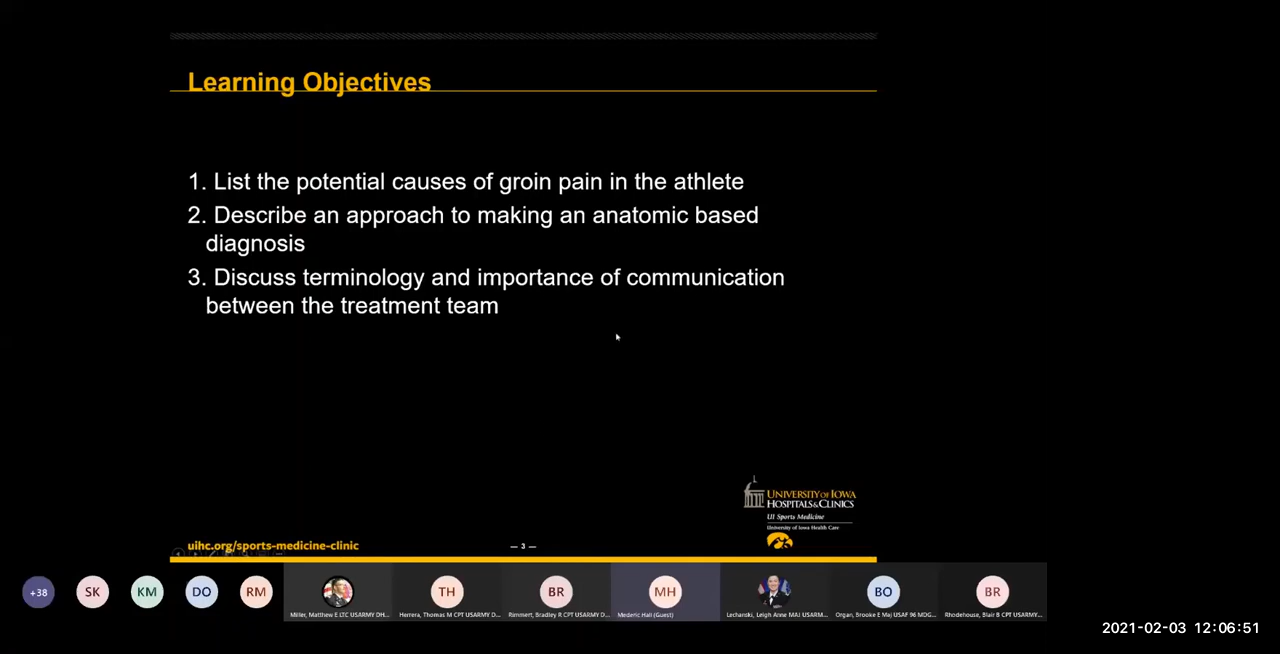 Learning Objectives
1. List the potential causes of groin pain in the athlete
2. Describe an approach to making an anatomic based
diagnosis
3. Discuss terminology and importance of communication
between the treatment team
UNIVERSITY OF IOWA
HOSPITALS & CLINICS
UI Sports Medicine
University of Iowa Health Care
uihc.org/sports-medicine-clinic
— 3 —
+38
SK
KM
DO
RM
TH
BR
MH
BO
BR
Miller, Matthew E LTC USARMY DH...
Herrera, Thomas M CPT USARMY D...
Rimmert, Bradley R CPT USARMY D...
Mederic Hall (Guest)
Lechanski, Leigh Anne MAJ USARM...
Organ, Brooke E Maj USAF 96 MDG...
Rhodehouse, Blair B CPT USARMY...
2021-02-03 12:06:51